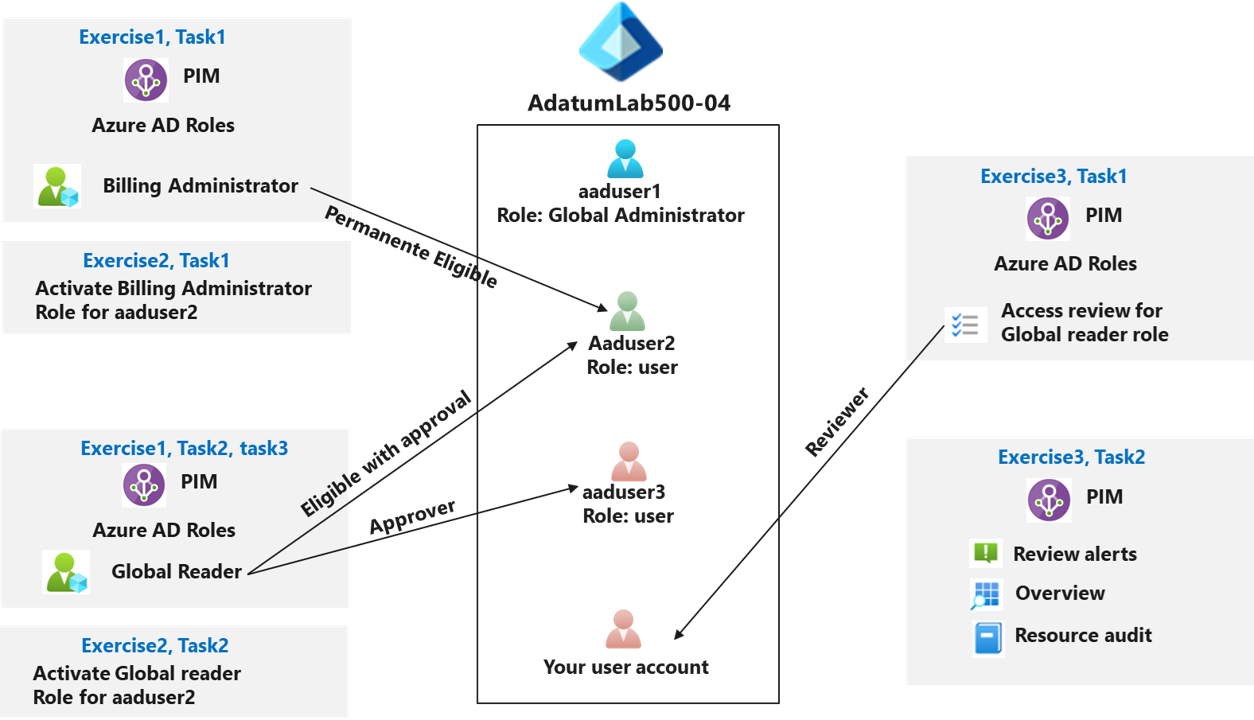 Exercise1, Task1
PIM
Azure AD Roles
Billing Administrator
Permanente Eligible
Exercise2, Task1
Activate Billing Administrator
Role for aaduser2
Exercise1, Task2, task3
PIM
Azure AD Roles
Global Reader
Eligible with approval
Approver
Exercise2, Task2
Activate Global reader
Role for aaduser2
AdatumLab500-04
aaduser1
Role: Global Administrator
Aaduser2
Role: user
aaduser3
Role: user
Your user account
Reviewer
Exercise3, Task1
PIM
Azure AD Roles
Access review for
Global reader role
Exercise3, Task2
PIM
Review alerts
Overview
Resource audit